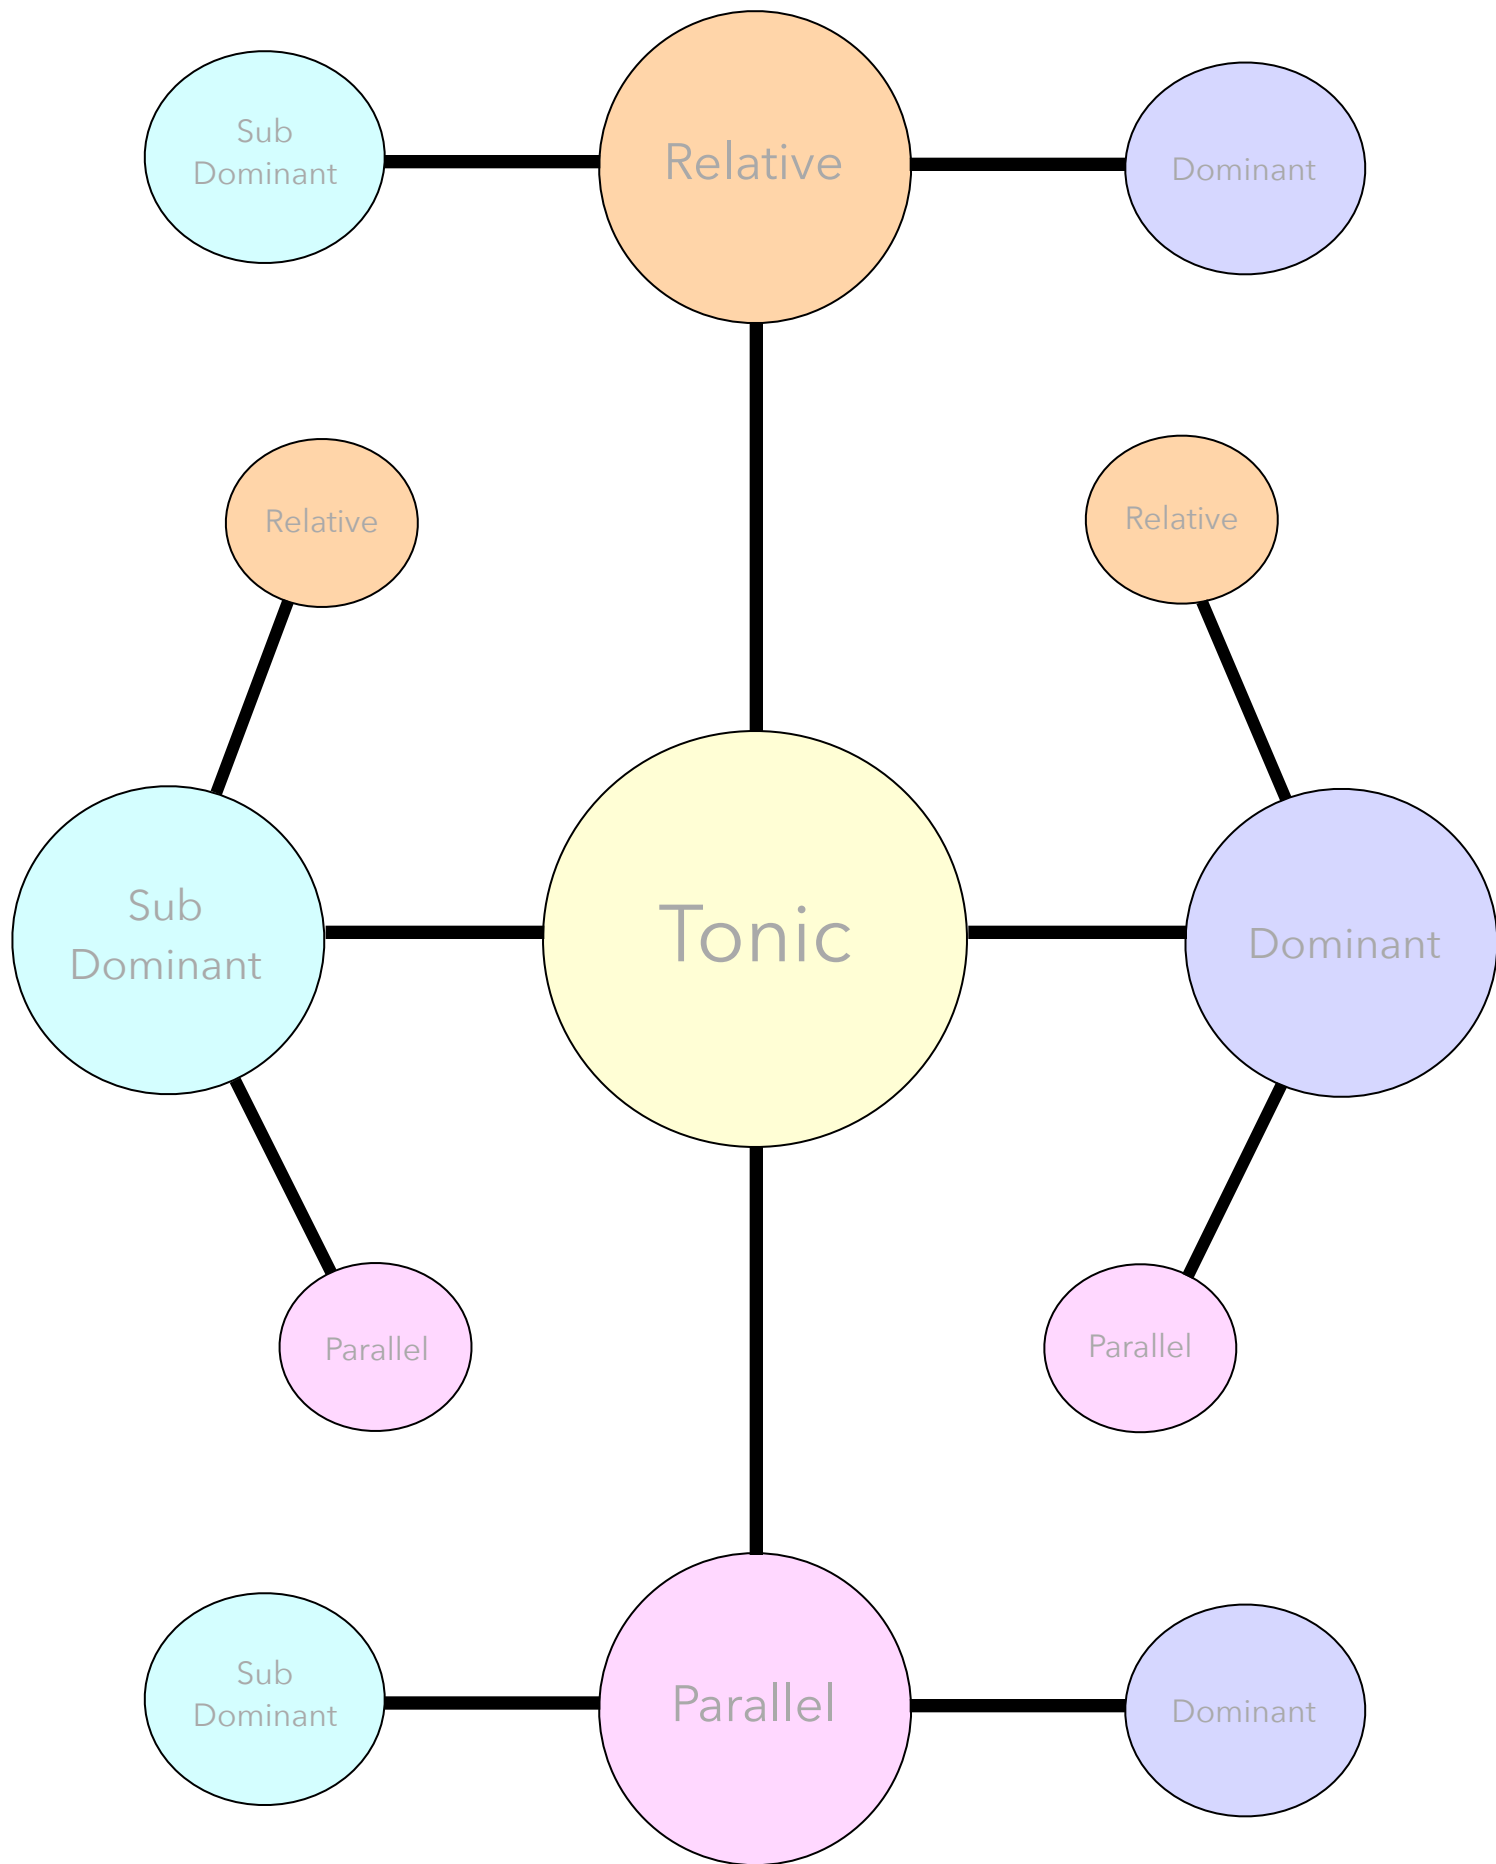 Sub
Dominant
Relative
Dominant
Relative
Relative
Sub
Dominant
Tonic
Dominant
Parallel
Parallel
Sub
Dominant
Parallel
Dominant